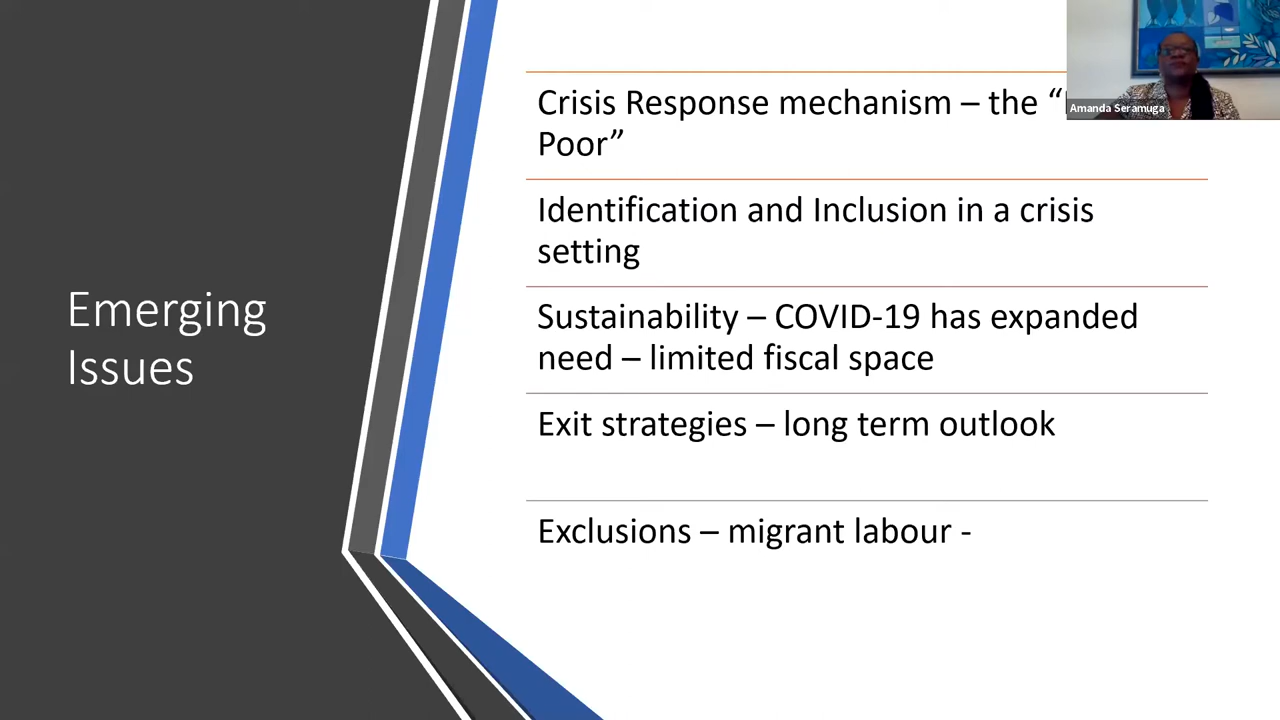 Emerging
Issues
Crisis Response mechanism – the “
Poor”
Identification and Inclusion in a crisis
setting
Sustainability – COVID-19 has expanded
need – limited fiscal space
Exit strategies – long term outlook
Exclusions – migrant labour -
Amanda Seramuga